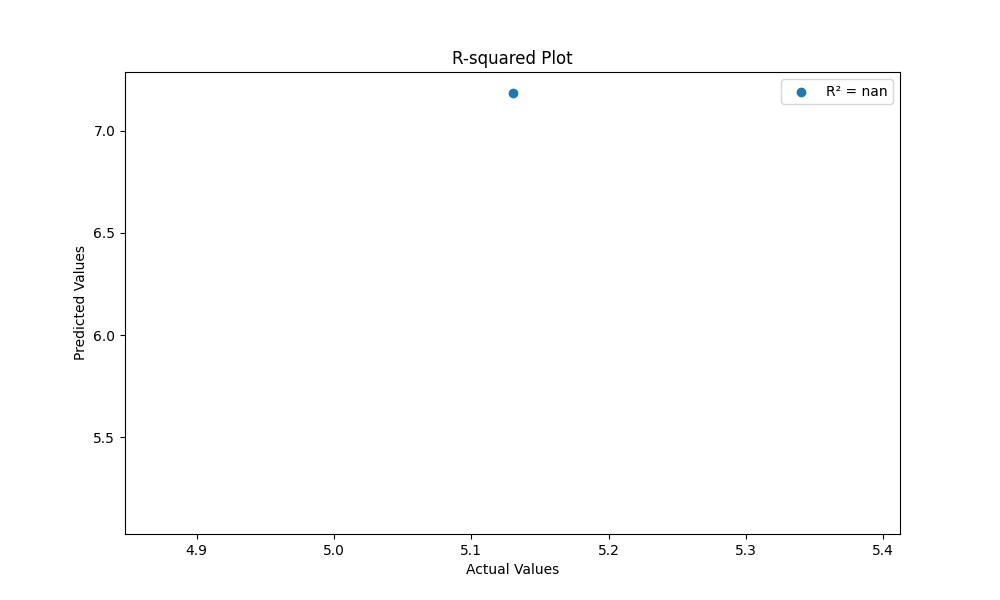 R-squared Plot
R² = nan
7.0
6.5
6.0
5.5
Predicted Values
4.9 5.0 5.1 5.2 5.3 5.4
Actual Values